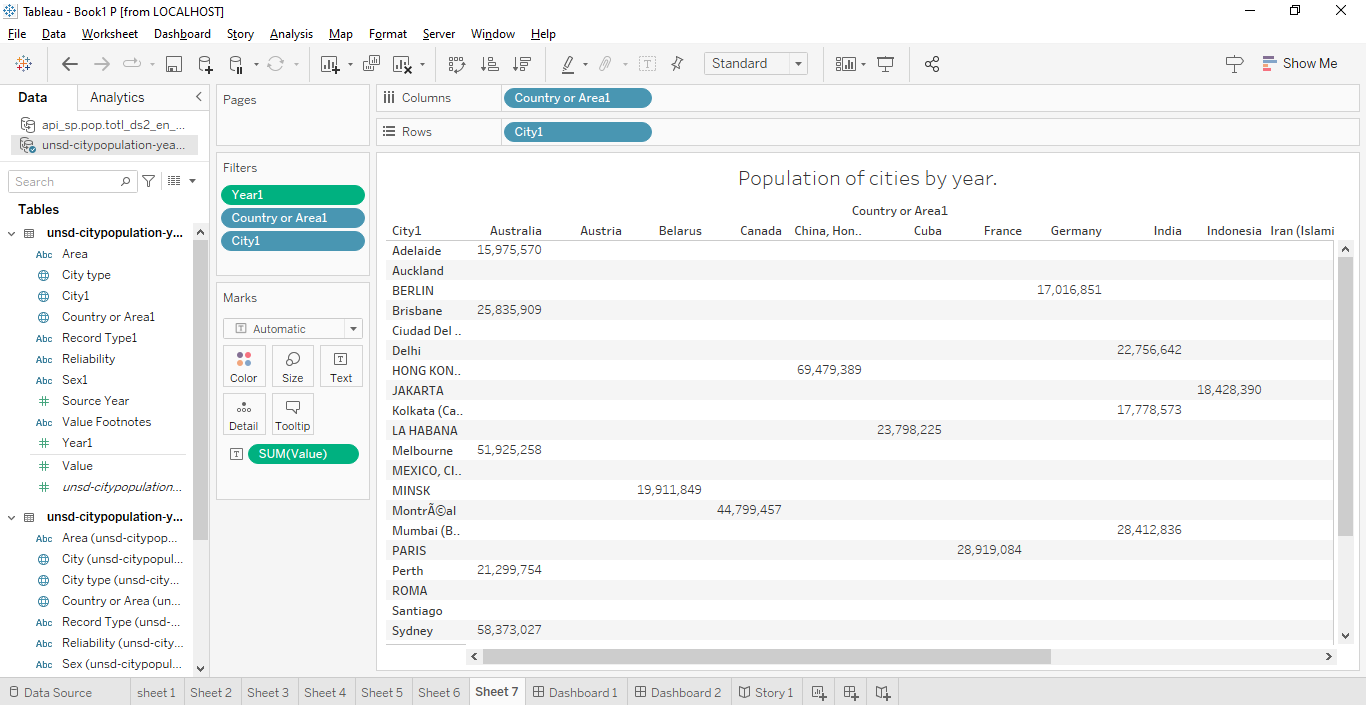 Tableau - Book1 P [from LOCALHOST]
File Data Worksheet Dashboard Story Analysis Map Format Server Window Help
Standard
Show Me
Data Analytics
api_sp.pop.totl_ds2_en_...
unsd-citypopulation-yea...
Search
Tables
unsd-citypopulation-y...
Abc Area
City type
City1
Country or Area1
Abc Record Type1
Abc Reliability
Abc Sex1
Source Year
Abc Value Footnotes
Year1
Value
unsd-citypopulation...
unsd-citypopulation-y...
Abc Area (unsd-citypop...
City (unsd-citypopul...
City type (unsd-city...
Country or Area (un...
Abc Record Type (unsd-...
Abc Reliability (unsd-city...
Abc Sex (unsd-citypopul...
Pages
Filters
Year1
Country or Area1
City1
Marks
T Automatic
Color Size Text
Detail Tooltip
T SUM(Value)
Columns Country or Area1
Rows City1
Population of cities by year.
Country or Area1
City1 Australia Austria Belarus Canada China, Hon.. Cuba France Germany India Indonesia Iran (Islami
Adelaide 15,975,570
Auckland
BERLIN 17,016,851
Brisbane 25,835,909
Ciudad Del ..
Delhi 22,756,642
HONG KON.. 69,479,389
JAKARTA 18,428,390
Kolkata (Ca.. 17,778,573
LA HABANA 23,798,225
Melbourne 51,925,258
MEXICO, CI..
MINSK 19,911,849
MontrÃ©al 44,799,457
Mumbai (B.. 28,412,836
PARIS 28,919,084
Perth 21,299,754
ROMA
Santiago
Sydney 58,373,027
Data Source sheet 1 Sheet 2 Sheet 3 Sheet 4 Sheet 5 Sheet 6 Sheet 7 Dashboard 1 Dashboard 2 Story 1